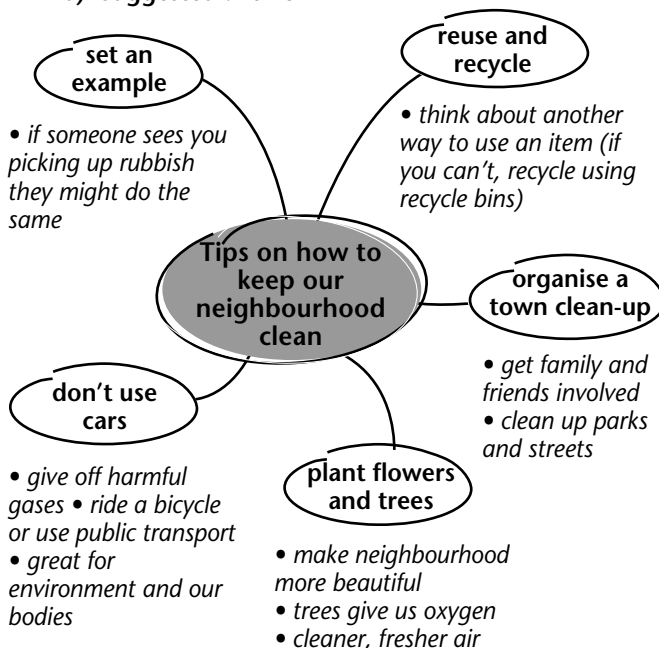 set an
example
• if someone sees you
picking up rubbish
they might do the
same
reuse and
recycle
• think about another
way to use an item (if
you can't, recycle using
recycle bins)
Tips on how to
keep our
neighbourhood
clean
organise a
town clean-up
• get family and
friends involved
• clean up parks
and streets
don't use
cars
• give off harmful
gases • ride a bicycle
or use public transport
• great for
environment and our
bodies
plant flowers
and trees
• make neighbourhood
more beautiful
• trees give us oxygen
• cleaner, fresher air